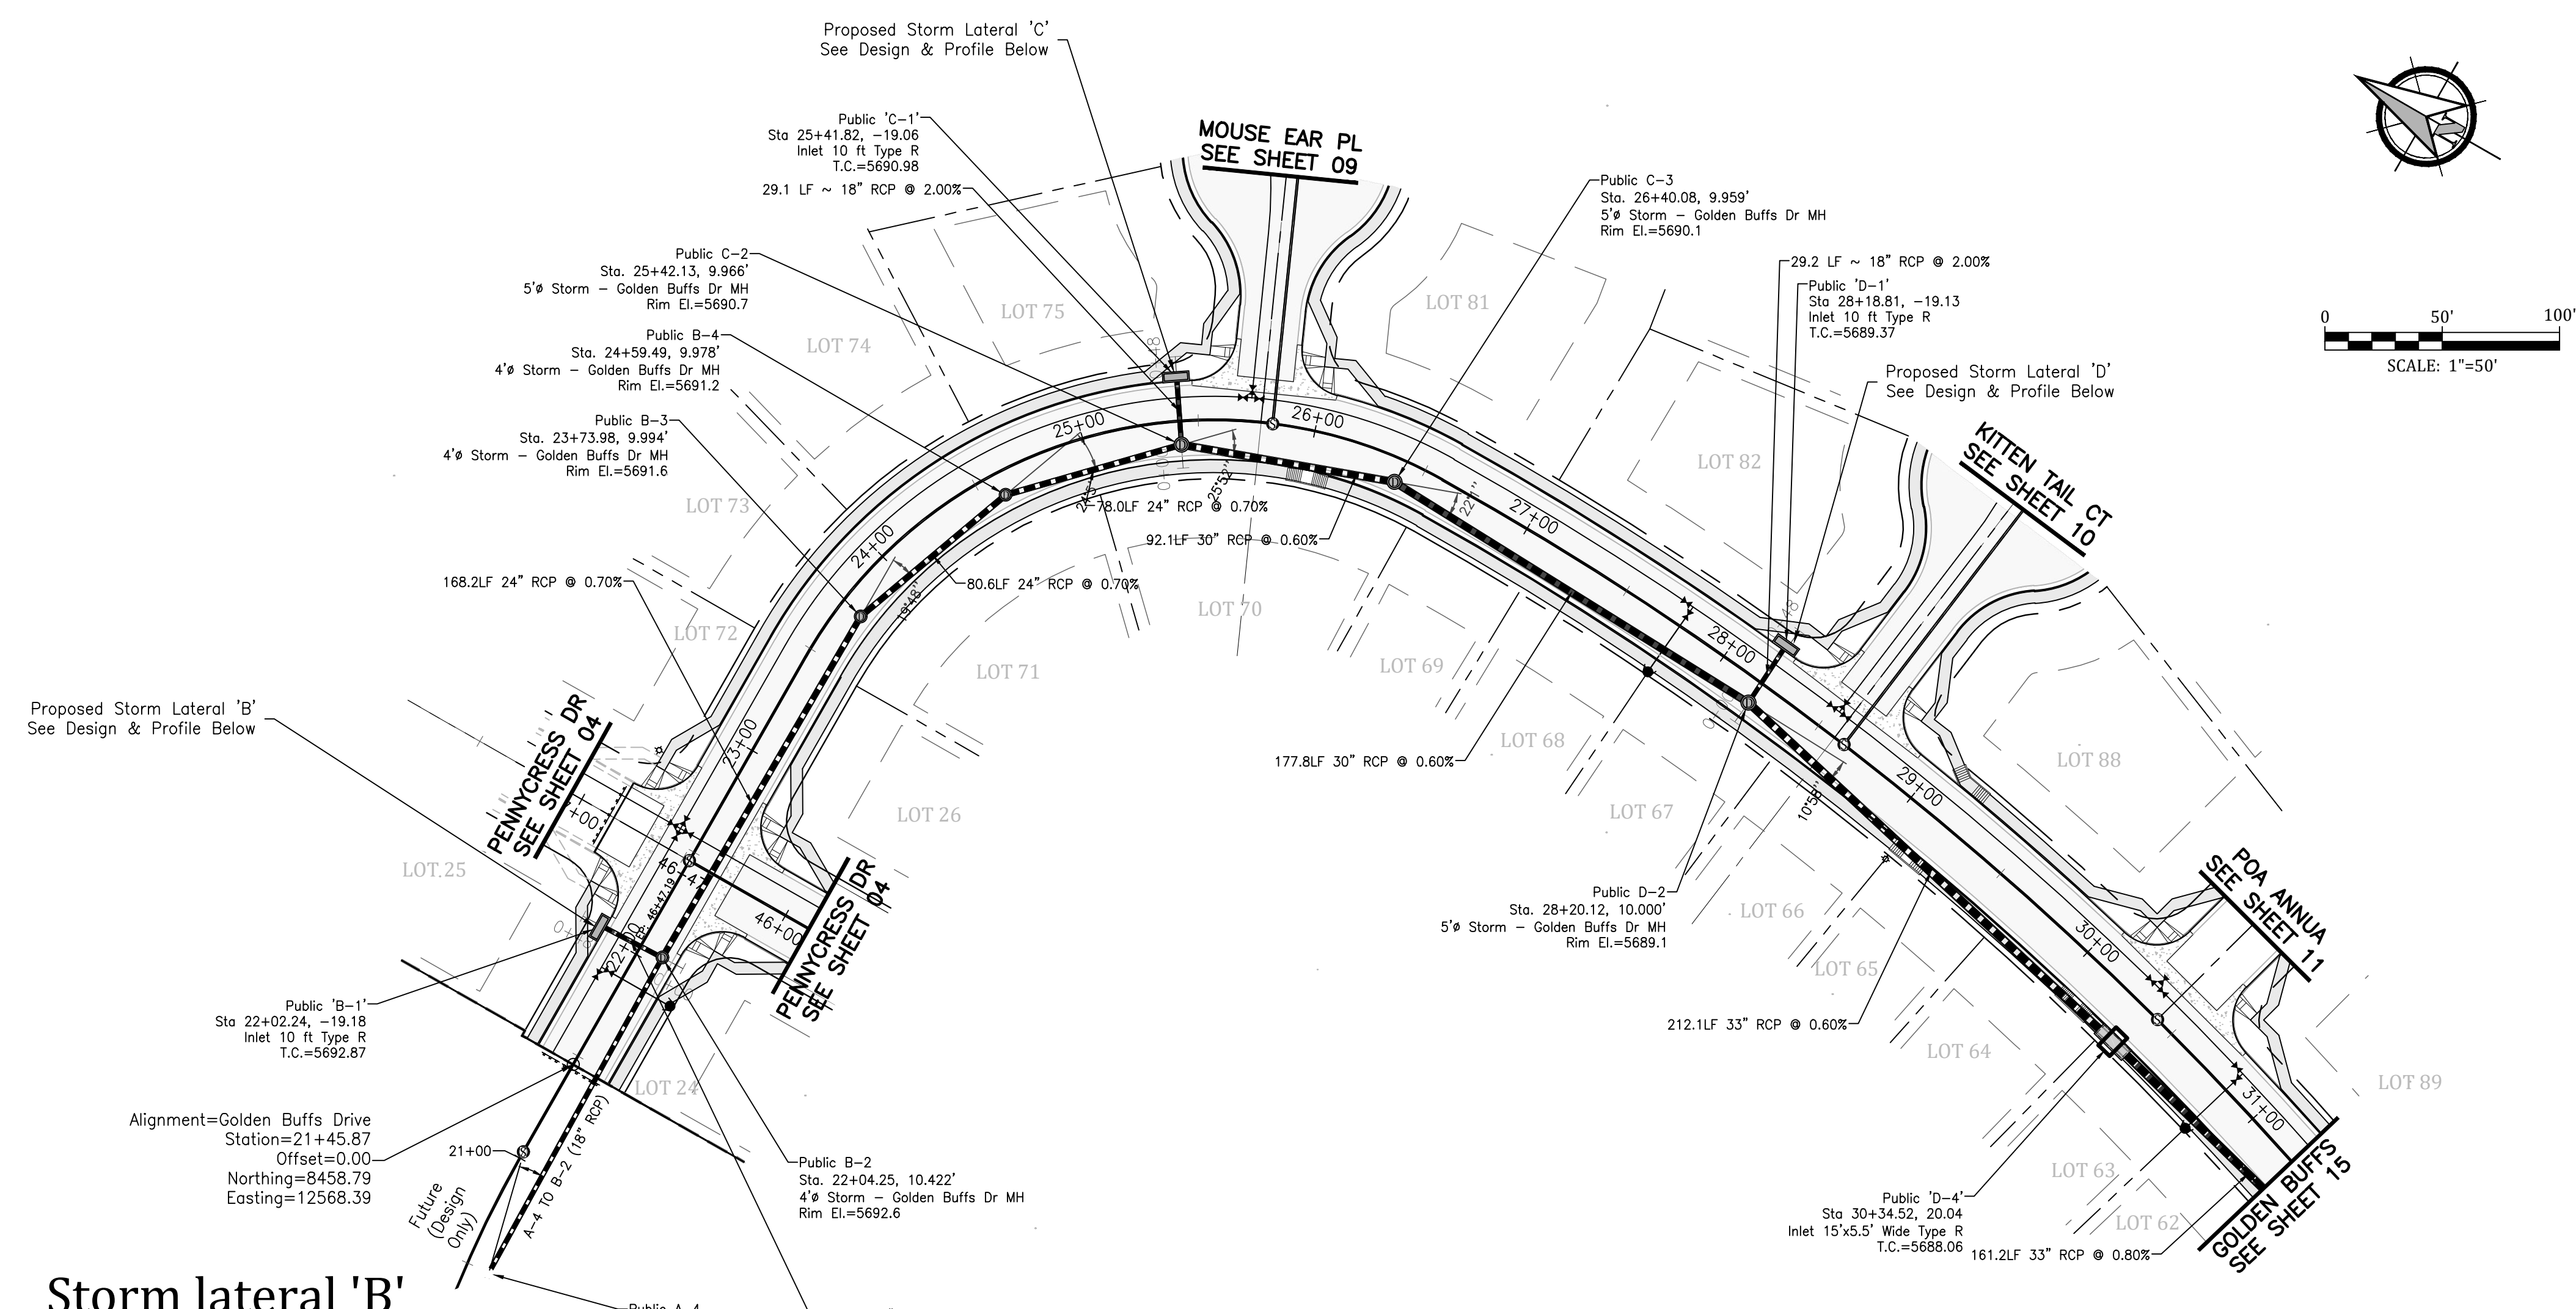 Proposed Storm Lateral 'C'
See Design & Profile Below
Public 'C-1'
Sta 25+41.82, -19.06
Inlet 10 ft Type R
T.C.=5690.98
29.1 LF ~ 18" RCP @ 2.00%
MOUSE EAR PL
SEE SHEET 09
Public C-3
Sta. 26+40.08, 9.959'
5'ø Storm - Golden Buffs Dr MH
Rim El.=5690.1
Public C-2
Sta. 25+42.13, 9.966'
5'ø Storm - Golden Buffs Dr MH
Rim El.=5690.7
29.2 LF ~ 18" RCP @ 2.00%
Public 'D-1'
Sta 28+18.81, -19.13
Inlet 10 ft Type R
T.C.=5689.37
0 50' 100'
SCALE: 1"=50'
Public B-4
Sta. 24+59.49, 9.978'
4'ø Storm - Golden Buffs Dr MH
Rim El.=5691.2
LOT 75
LOT 81
LOT 74
Proposed Storm Lateral 'D'
See Design & Profile Below
Public B-3
Sta. 23+73.98, 9.994'
4'ø Storm - Golden Buffs Dr MH
Rim El.=5691.6
25+00
26+00
KITTEN TAIL CT
SEE SHEET 10
LOT 82
LOT 73
78.0LF 24" RCP @ 0.70%
25°52'
22°1'
27+00
92.1LF 30" RCP @ 0.60%
24+00
168.2LF 24" RCP @ 0.70%
80.6LF 24" RCP @ 0.70%
19°48'
LOT 70
LOT 72
28+00
LOT 71
LOT 69
PENNYCRESS DR
SEE SHEET 04
Proposed Storm Lateral 'B'
See Design & Profile Below
23+00
LOT 68
177.8LF 30" RCP @ 0.60%
LOT 88
29+00
10°58'
LOT 67
LOT 26
+00
LOT 25
46+47.19
46+00
PENNYCRESS DR
SEE SHEET 04
22+00
Public D-2
Sta. 28+20.12, 10.000'
5'ø Storm - Golden Buffs Dr MH
Rim El.=5689.1
LOT 66
POA ANNUA
SEE SHEET 11
30+00
LOT 65
Public 'B-1'
Sta 22+02.24, -19.18
Inlet 10 ft Type R
T.C.=5692.87
212.1LF 33" RCP @ 0.60%
LOT 64
LOT 24
LOT 89
31+00
Alignment=Golden Buffs Drive
Station=21+45.87
Offset=0.00
Northing=8458.79
Easting=12568.39
21+00
A-4 TO B-2 (18" RCP)
Future
(Design
Only)
Public B-2
Sta. 22+04.25, 10.422'
4'ø Storm - Golden Buffs Dr MH
Rim El.=5692.6
LOT 63
Public 'D-4'
Sta 30+34.52, 20.04
Inlet 15'x5.5' Wide Type R
T.C.=5688.06
LOT 62
161.2LF 33" RCP @ 0.80%
GOLDEN BUFFS
SEE SHEET 15
Storm lateral 'B'
Public A-4